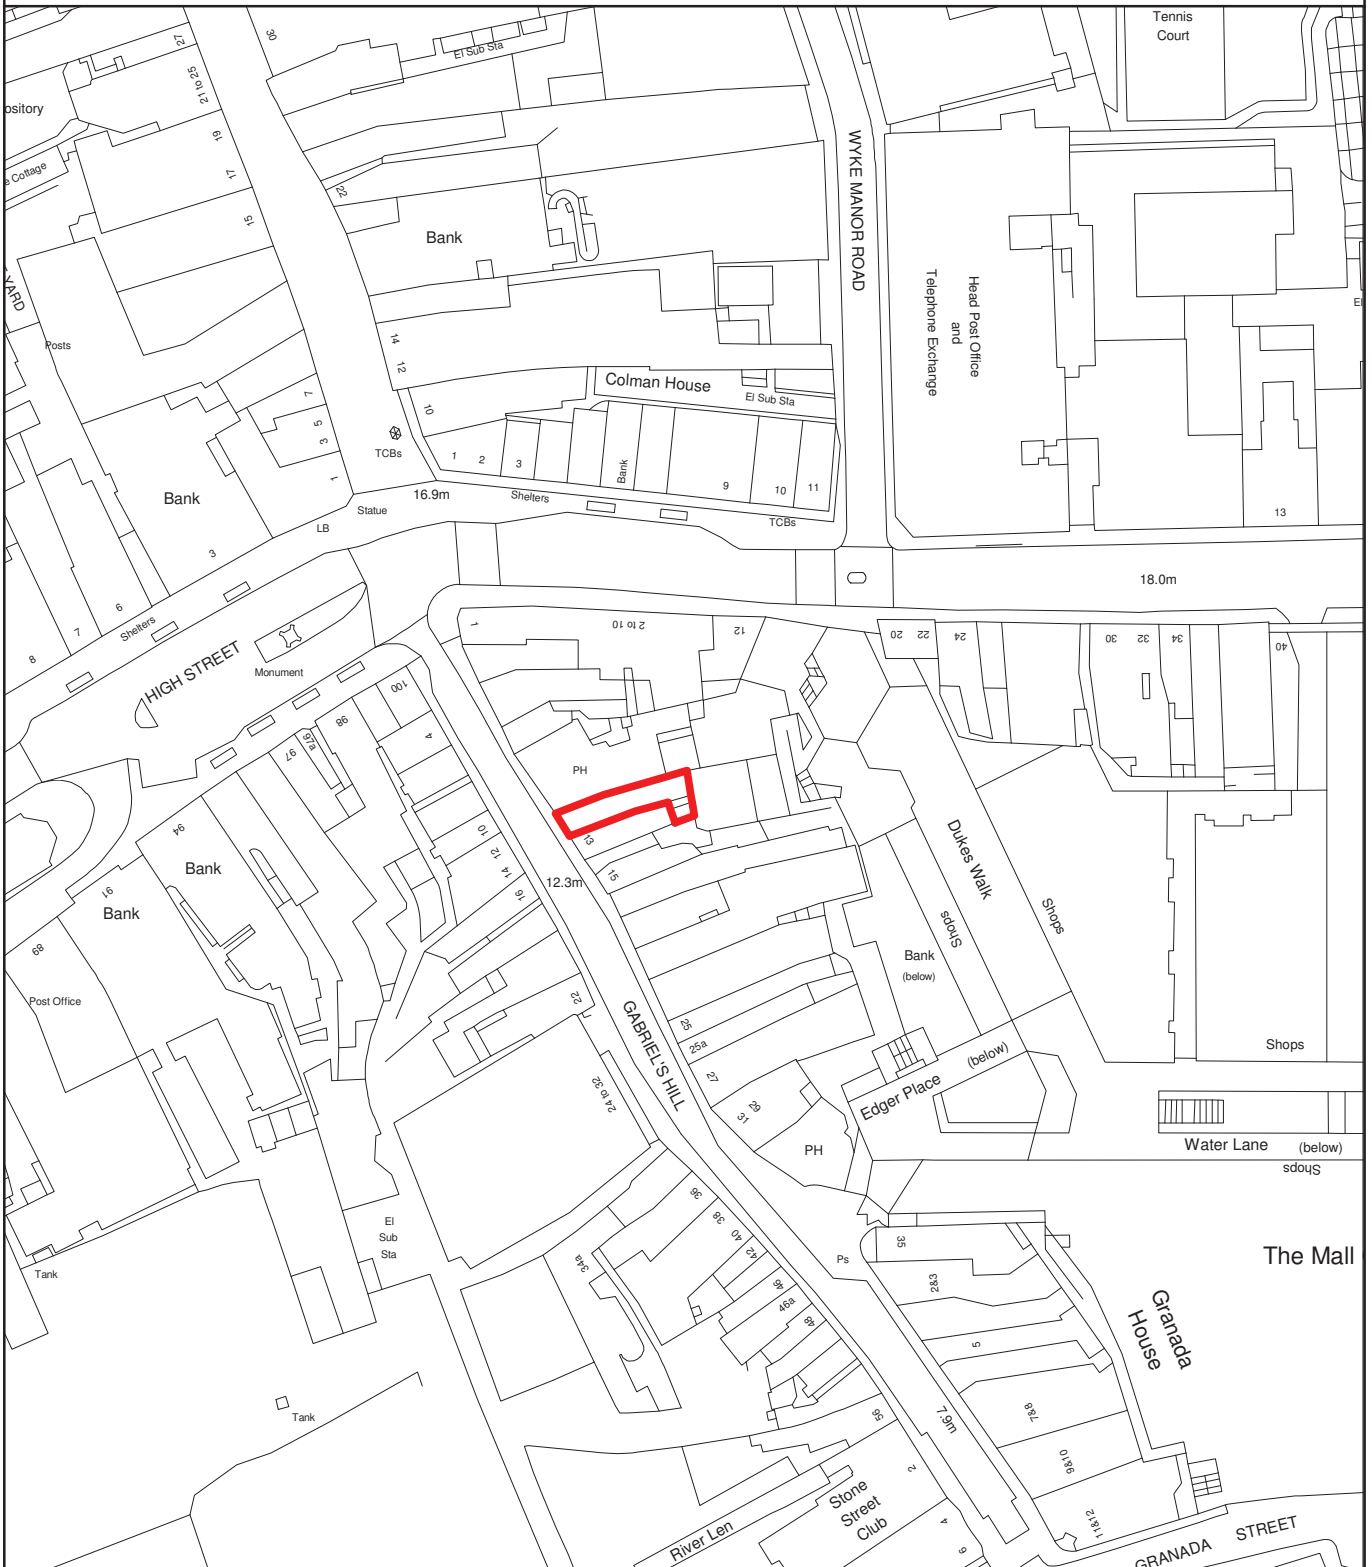 27
30
El Sub Sta
Tennis
Court
21 to 25
ository
19
e Cottage
17
22
15
Bank
WYKE MANOR ROAD
YARD
Head Post Office
and
Telephone Exchange
El
Posts
14
12
Colman House
El Sub Sta
7
5
3
1
10
TCBs
1
2
3
Bank
9
10
11
13
Bank
16.9m
Shelters
Statue
LB
TCBs
3
18.0m
6
7
8
Shelters
HIGH STREET
Monument
1
2 to 10
12
20
22
24
30
32
34
40
100
98
97a
97
4
PH
94
13
10
12
14
16
15
12.3m
Bank
91
Bank
89
Dukes Walk
Shops
Shops
Bank
(below)
Post Office
22
GABRIEL'S HILL
25
25a
27
29
31
24 to 32
Edger Place
(below)
Shops
PH
Water Lane
(below)
Shops
36
38
40
42
34a
46
46a
48
El
Sub
Sta
Tank
Ps
35
2&3
5
The Mall
Granada
House
7&8
7.9m
9&10
11&12
Tank
56
2
4
6
Stone
Street
Club
River Len
GRANADA STREET